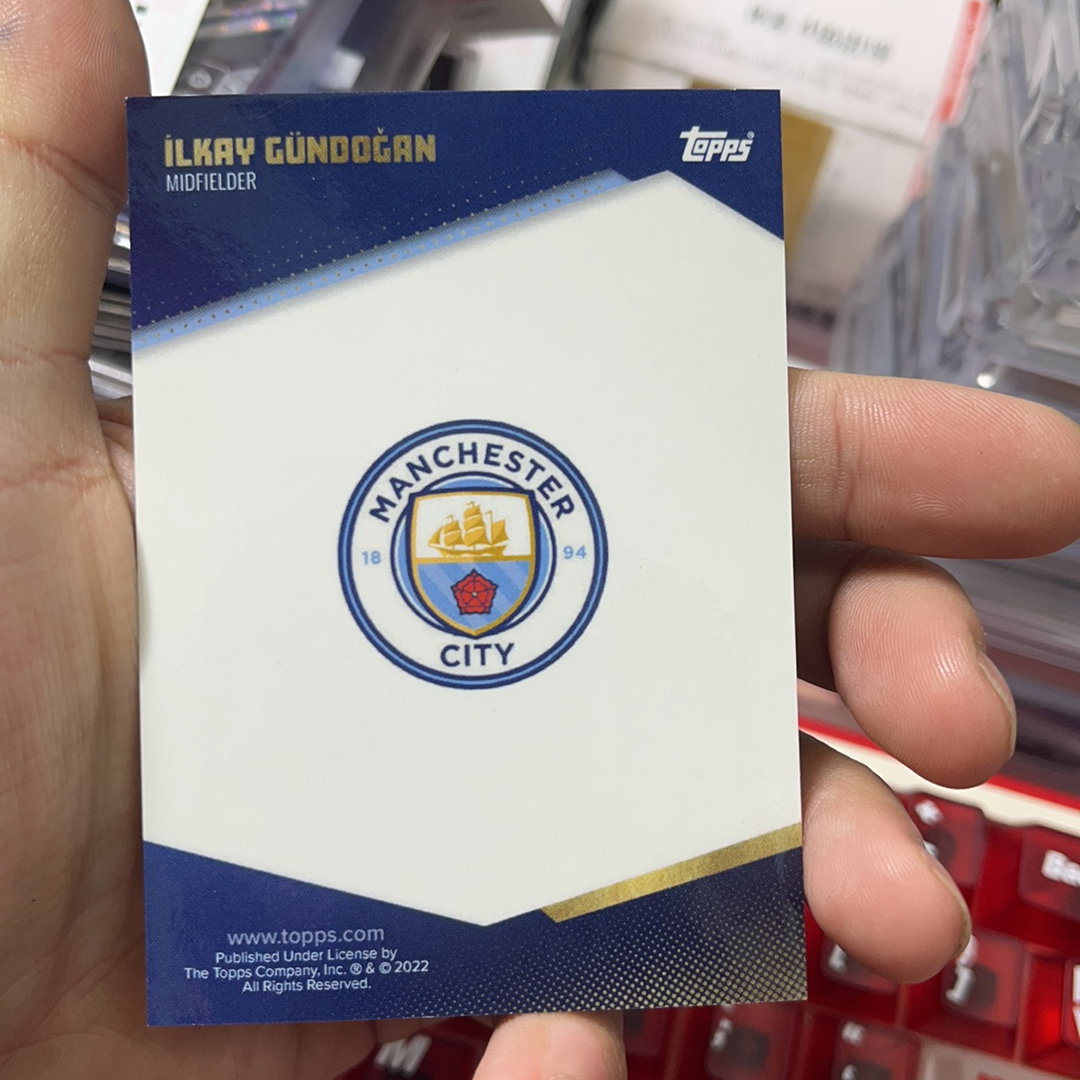 İLKAY GÜNDOĞAN
MIDFIELDER
topps®
MANCHESTER
18 94
CITY
www.topps.com
Published Under License by
The Topps Company, Inc. ® & © 2022
All Rights Reserved.
M